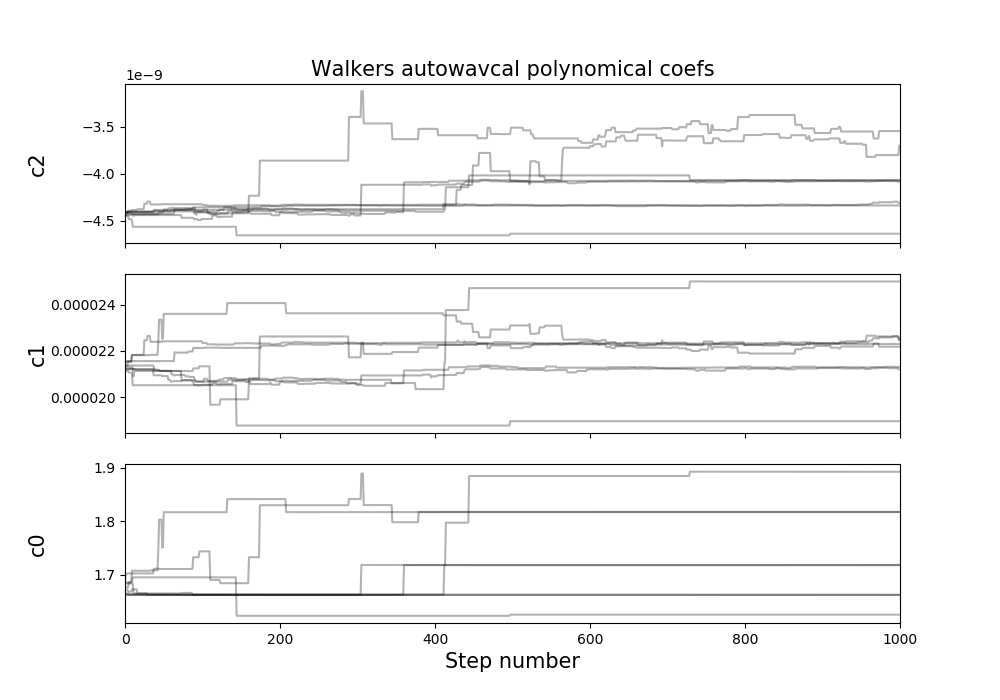 Walkers autowavcal polynomical coefs
1e−9
−3.5
−4.0
−4.5
c2
0.000024
0.000022
0.000020
c1
1.9
1.8
1.7
c0
0 200 400 600 800 1000
Step number